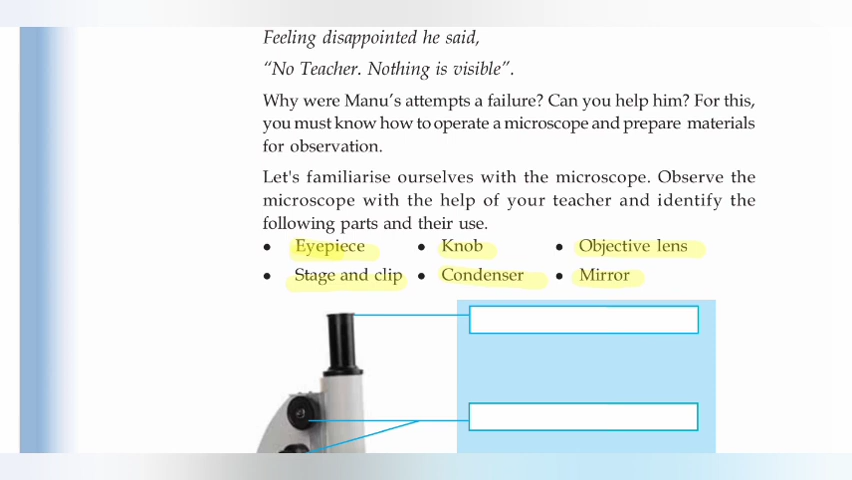 Feeling disappointed he said,
“No Teacher. Nothing is visible”.
Why were Manu’s attempts a failure? Can you help him? For this,
you must know how to operate a microscope and prepare materials
for observation.
Let's familiarise ourselves with the microscope. Observe the
microscope with the help of your teacher and identify the
following parts and their use.
• Eyepiece • Knob • Objective lens
• Stage and clip • Condenser • Mirror